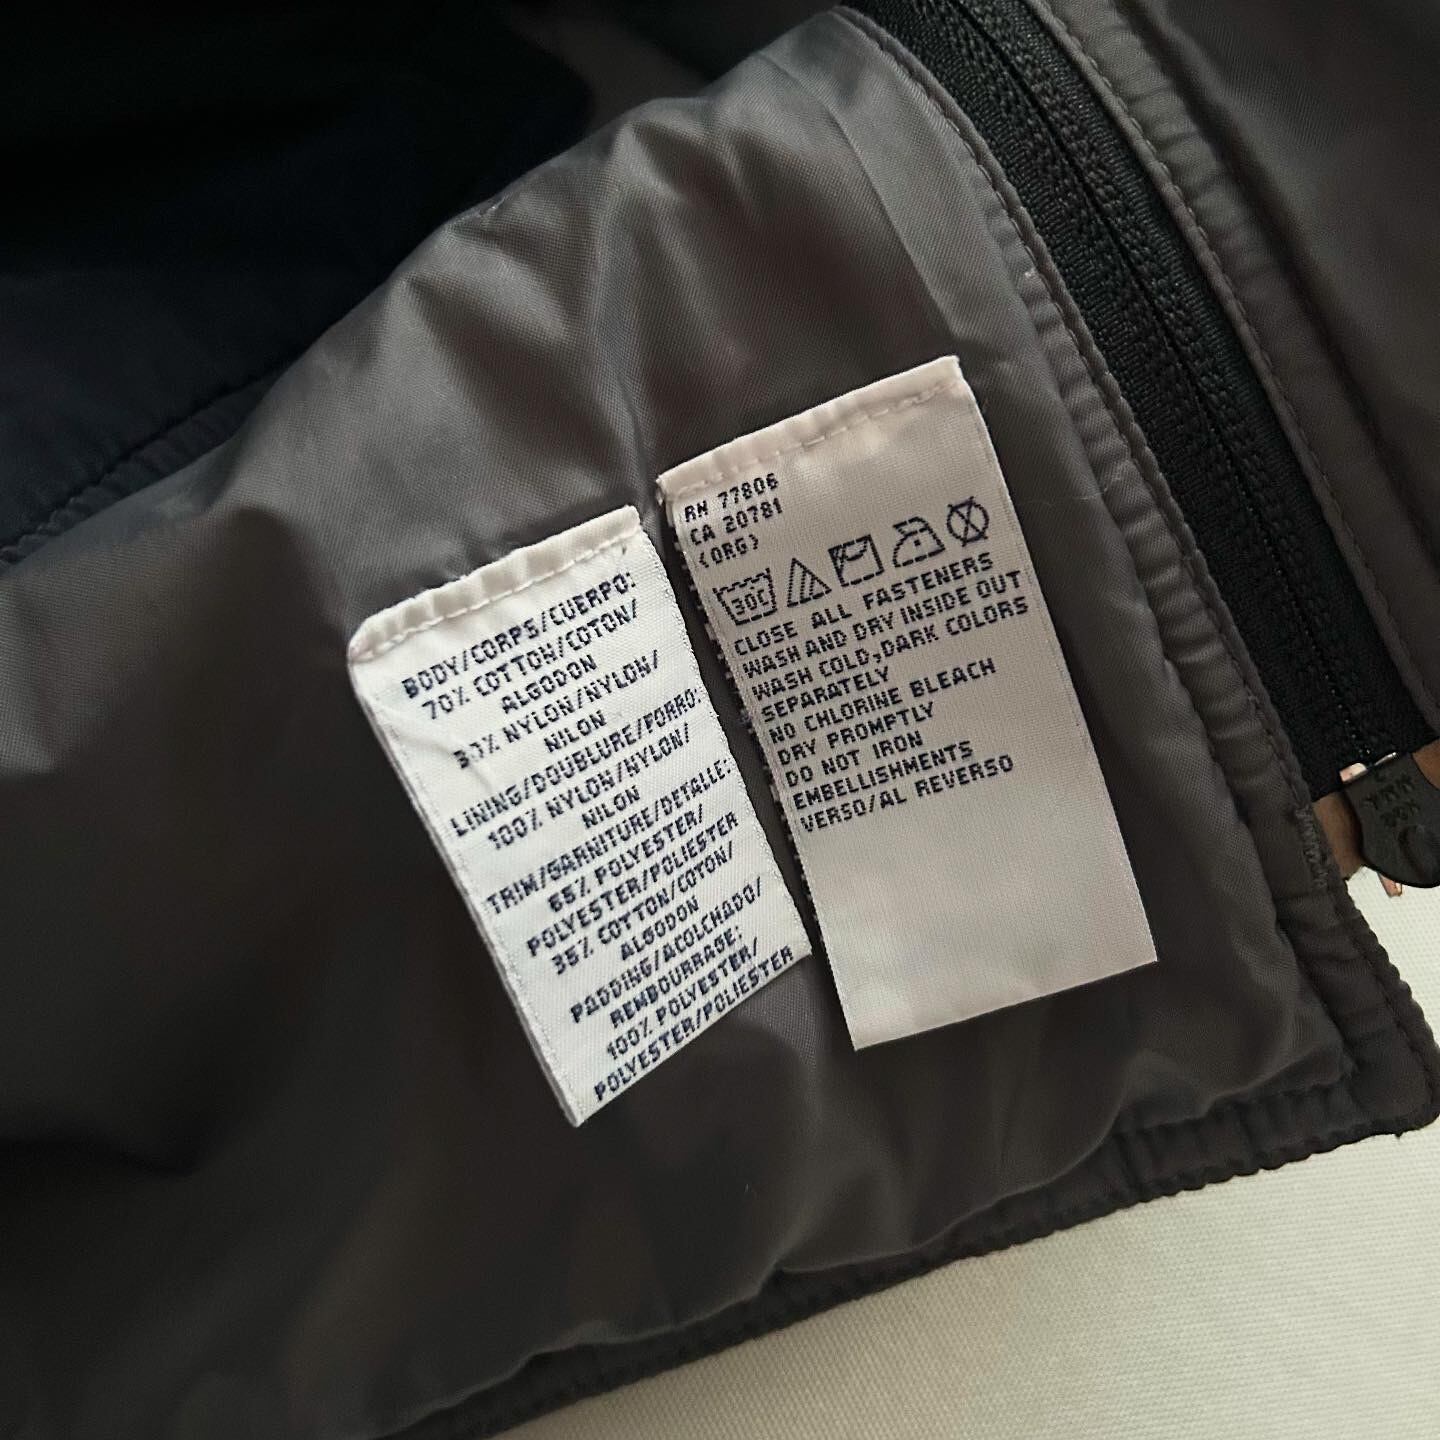 BODY/CORPS/CUERPO:
70% COTTON/COTON/
ALGODON
30% NYLON/NYLON/
NILON
LINING/DOUBLURE/FORRO:
100% NYLON/NYLON/
NILON
TRIM/GARNITURE/DETALLE:
65% POLYESTER/
POLYESTER/POLIESTER
35% COTTON/COTON/
ALGODON
PADDING/ACOLCHADO/
REMBOURRAGE:
100% POLYESTER/
POLYESTER/POLIESTER
RN 77806
CA 20781
(ORG)
30C
CLOSE ALL FASTENERS
WASH AND DRY INSIDE OUT
WASH COLD,DARK COLORS
SEPARATELY
NO CHLORINE BLEACH
DRY PROMPTLY
DO NOT IRON
EMBELLISHMENTS
VERSO/AL REVERSO